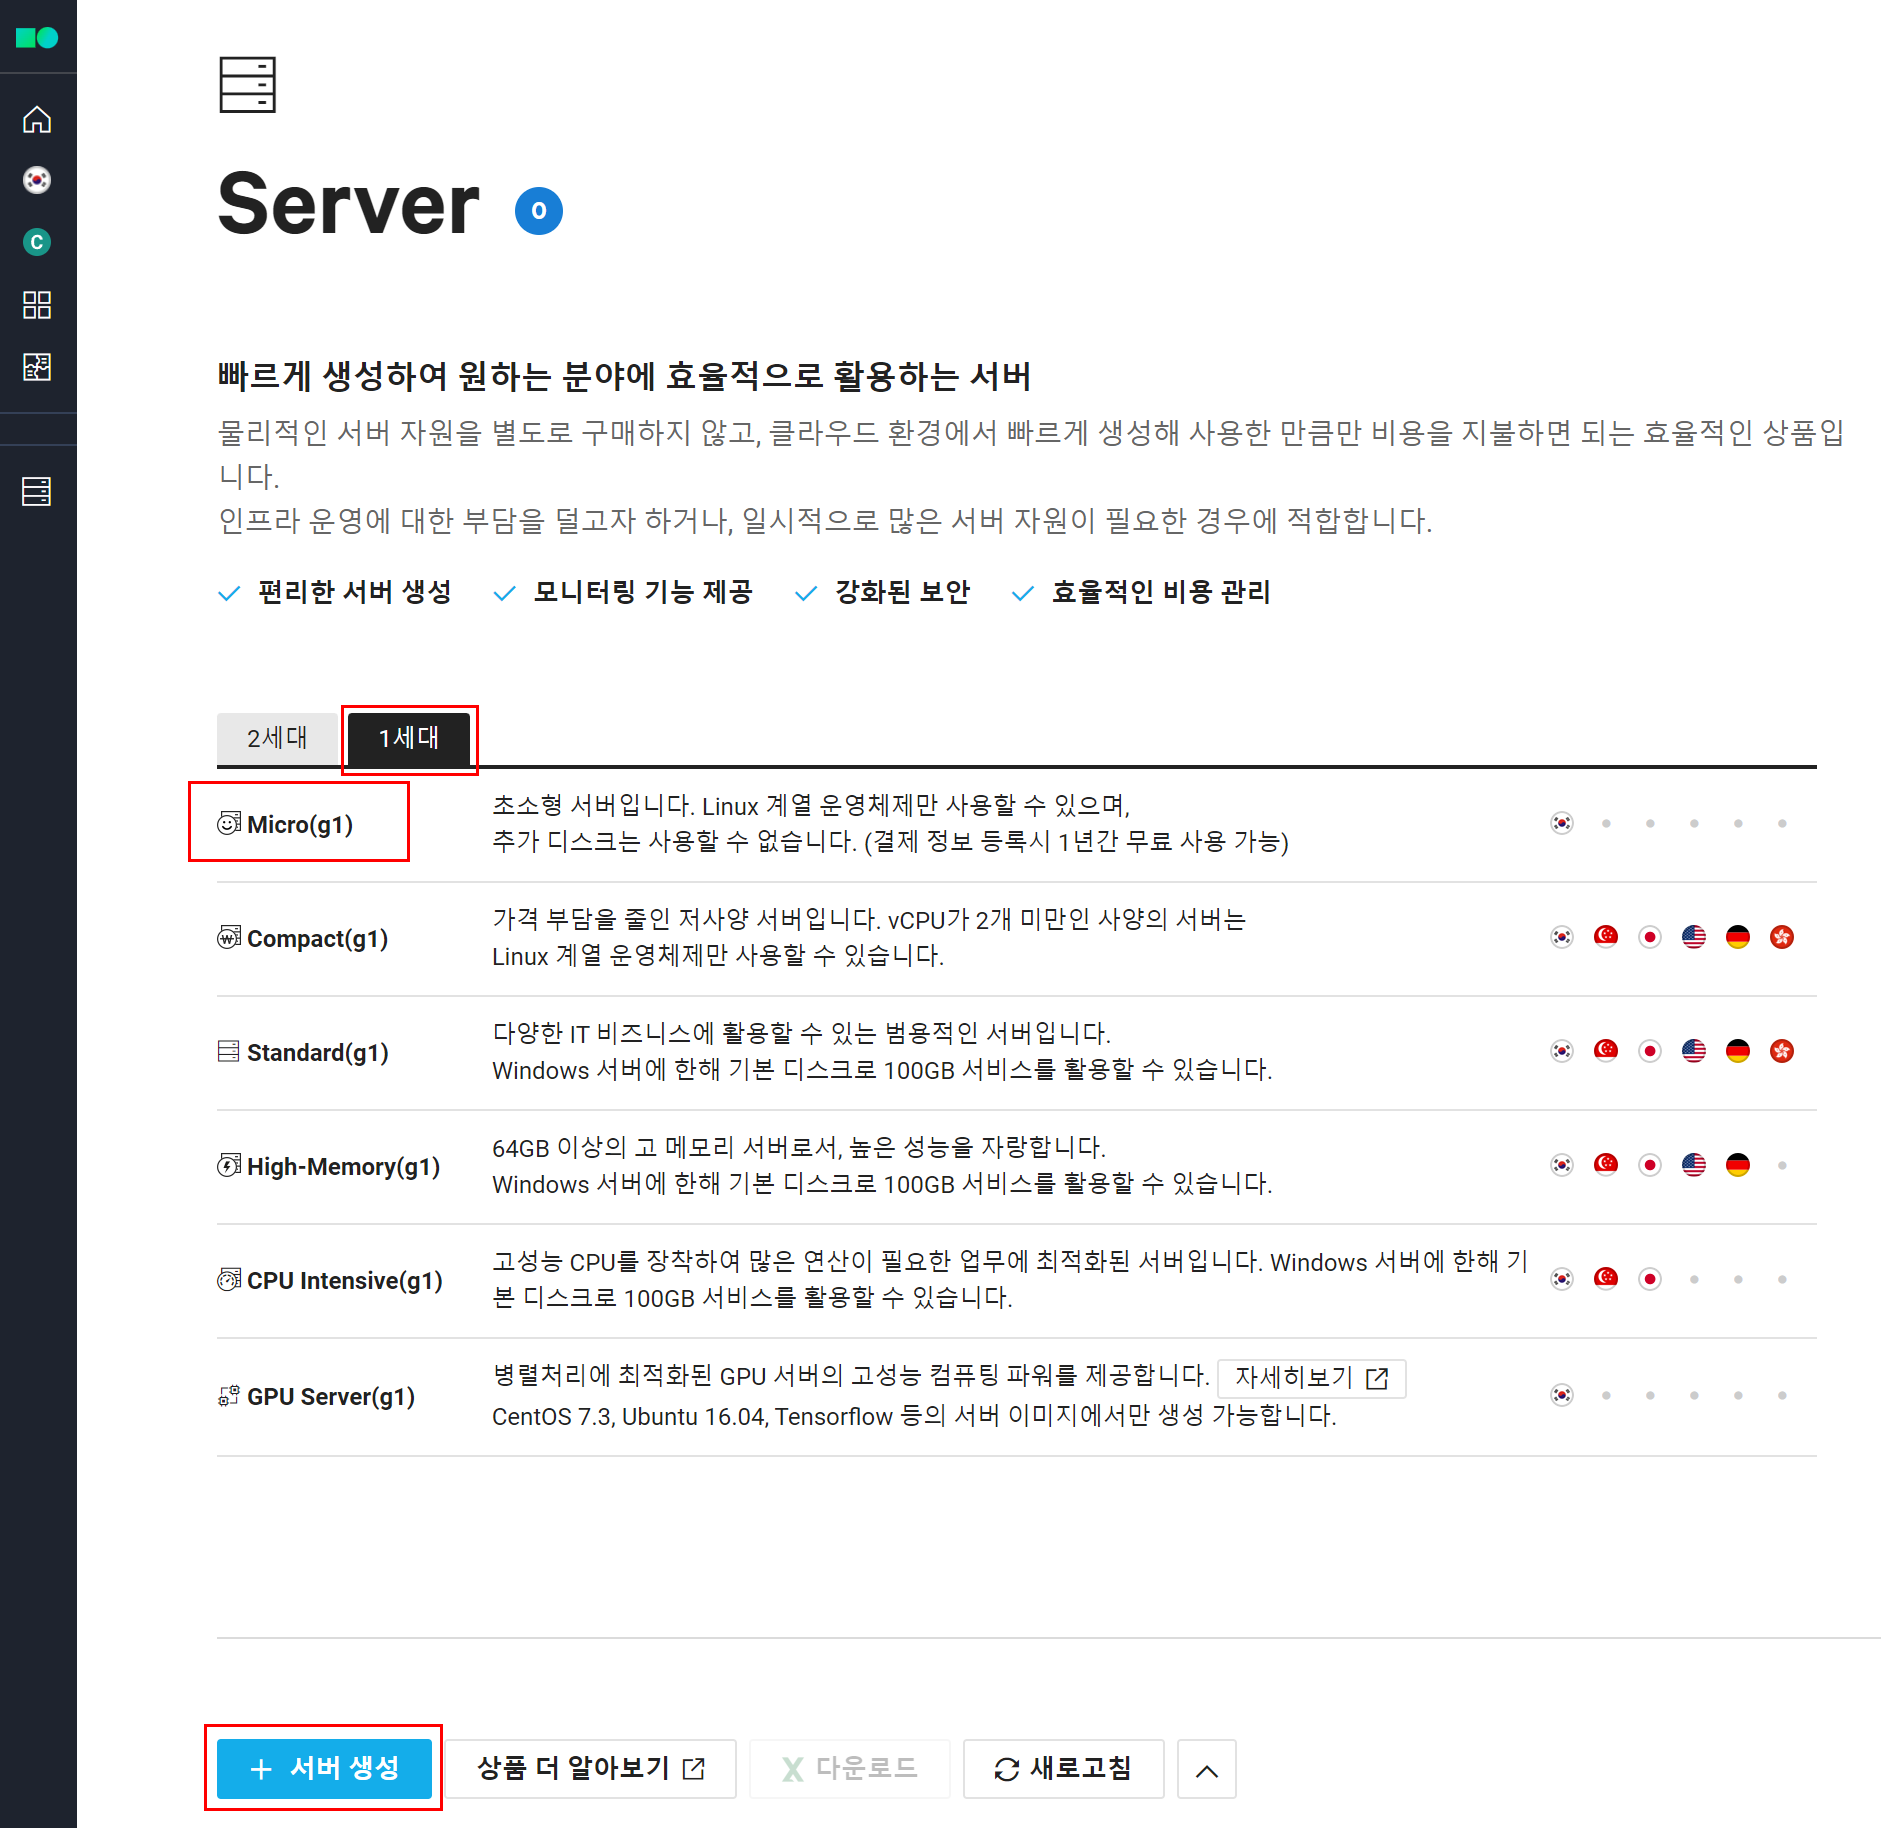 C
Server 0
빠르게 생성하여 원하는 분야에 효율적으로 활용하는 서버
물리적인 서버 자원을 별도로 구매하지 않고, 클라우드 환경에서 빠르게 생성해 사용한 만큼만 비용을 지불하면 되는 효율적인 상품입
니다.
인프라 운영에 대한 부담을 덜고자 하거나, 일시적으로 많은 서버 자원이 필요한 경우에 적합합니다.
편리한 서버 생성 모니터링 기능 제공 강화된 보안 효율적인 비용 관리
2세대 1세대
Micro(g1)
초소형 서버입니다. Linux 계열 운영체제만 사용할 수 있으며,
추가 디스크는 사용할 수 없습니다. (결제 정보 등록시 1년간 무료 사용 가능)
Compact(g1)
가격 부담을 줄인 저사양 서버입니다. vCPU가 2개 미만인 사양의 서버는
Linux 계열 운영체제만 사용할 수 있습니다.
Standard(g1)
다양한 IT 비즈니스에 활용할 수 있는 범용적인 서버입니다.
Windows 서버에 한해 기본 디스크로 100GB 서비스를 활용할 수 있습니다.
High-Memory(g1)
64GB 이상의 고 메모리 서버로서, 높은 성능을 자랑합니다.
Windows 서버에 한해 기본 디스크로 100GB 서비스를 활용할 수 있습니다.
CPU Intensive(g1)
고성능 CPU를 장착하여 많은 연산이 필요한 업무에 최적화된 서버입니다. Windows 서버에 한해 기
본 디스크로 100GB 서비스를 활용할 수 있습니다.
GPU Server(g1)
병렬처리에 최적화된 GPU 서버의 고성능 컴퓨팅 파워를 제공합니다. 자세히보기
CentOS 7.3, Ubuntu 16.04, Tensorflow 등의 서버 이미지에서만 생성 가능합니다.
+ 서버 생성 상품 더 알아보기 다운로드 새로고침